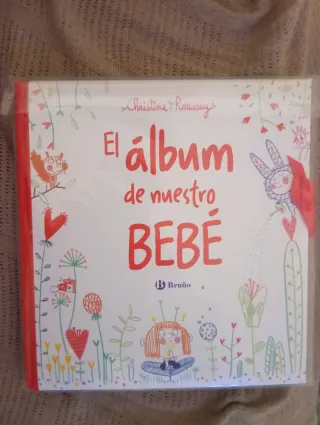 Christine Roussey
El álbum
de nuestro
BEBÉ
Bruño